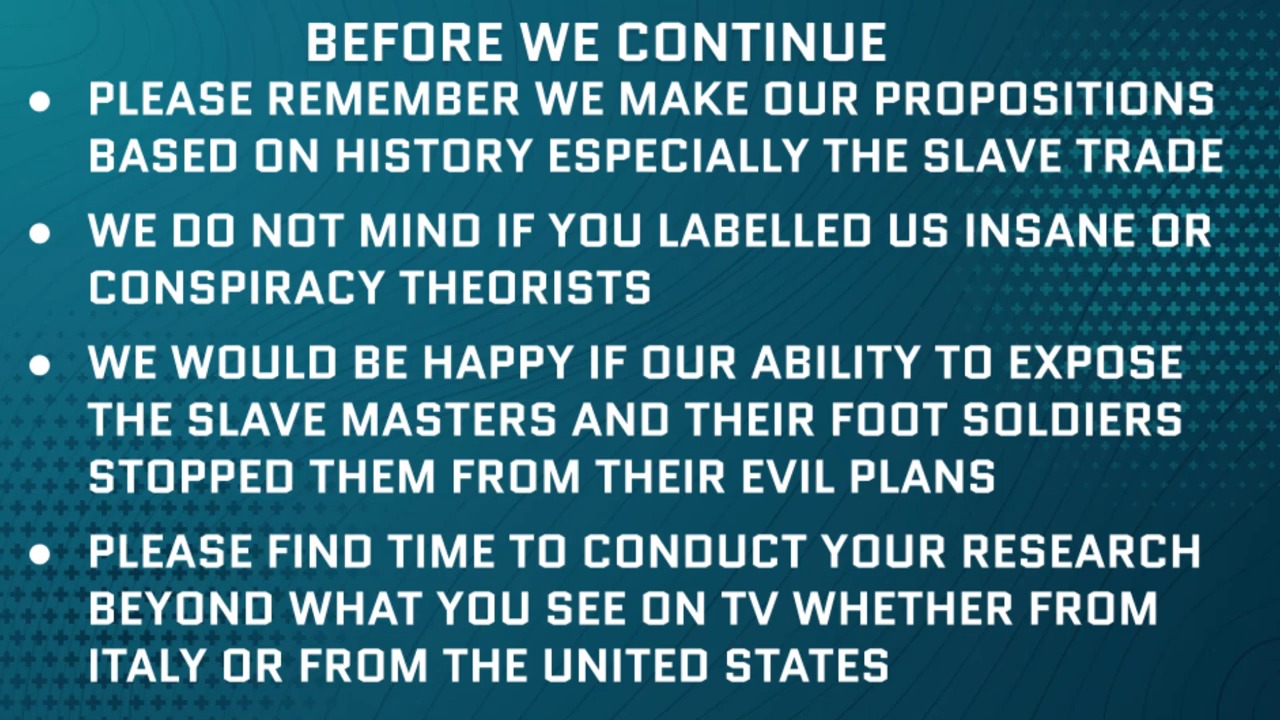 BEFORE WE CONTINUE
• PLEASE REMEMBER WE MAKE OUR PROPOSITIONS
BASED ON HISTORY ESPECIALLY THE SLAVE TRADE
• WE DO NOT MIND IF YOU LABELLED US INSANE OR
CONSPIRACY THEORISTS
• WE WOULD BE HAPPY IF OUR ABILITY TO EXPOSE
THE SLAVE MASTERS AND THEIR FOOT SOLDIERS
STOPPED THEM FROM THEIR EVIL PLANS
• PLEASE FIND TIME TO CONDUCT YOUR RESEARCH
BEYOND WHAT YOU SEE ON TV WHETHER FROM
ITALY OR FROM THE UNITED STATES